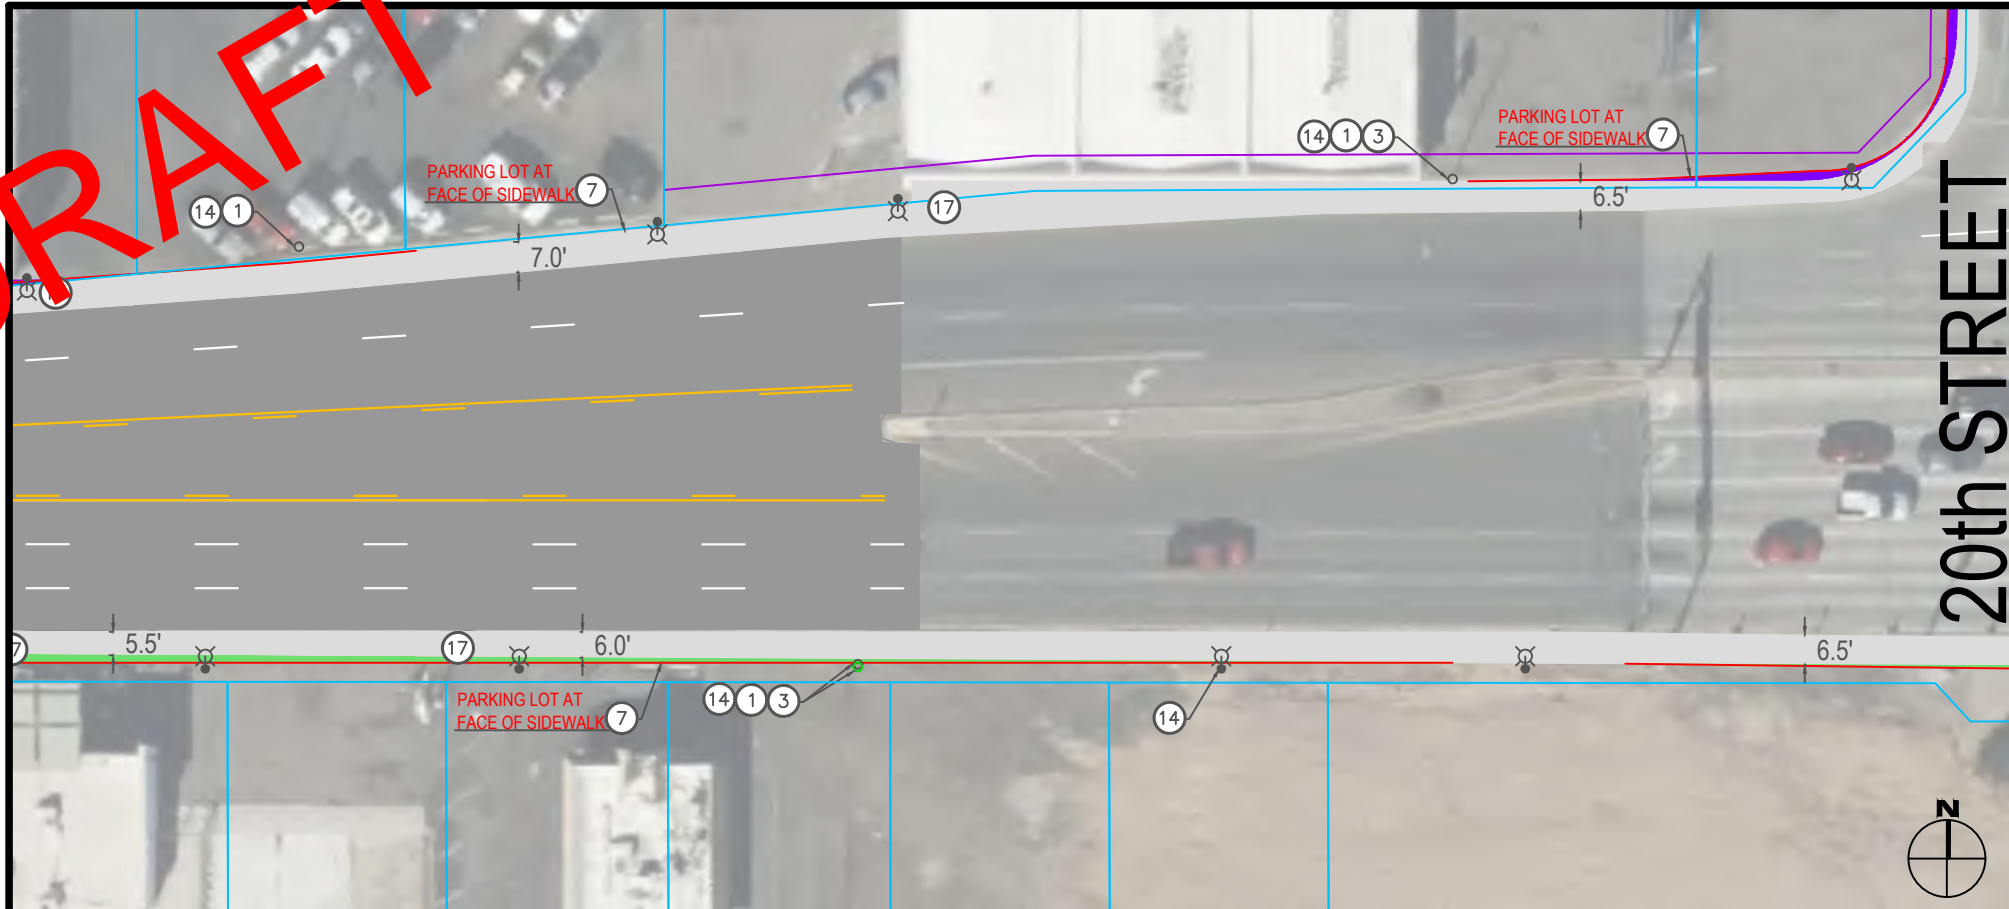 RAFT
PARKING LOT AT
FACE OF SIDEWALK
7
14 1 3
PARKING LOT AT
FACE OF SIDEWALK
7
14 1
17
6.5'
7.0'
20th STREET
5.5'
17
6.0'
6.5'
7
PARKING LOT AT
FACE OF SIDEWALK
7
14 1 3
14
N